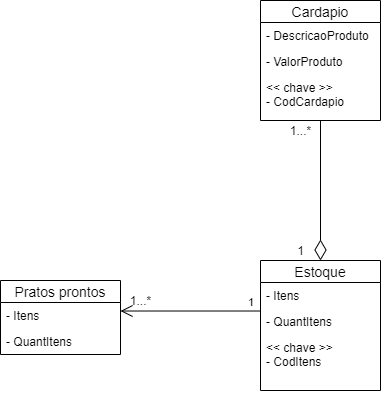 Cardapio
- DescricaoProduto
- ValorProduto
<< chave >>
- CodCardapio
1...*
1
Estoque
- Itens
- QuantItens
<< chave >>
- CodItens
1
1...*
Pratos prontos
- Itens
- QuantItens